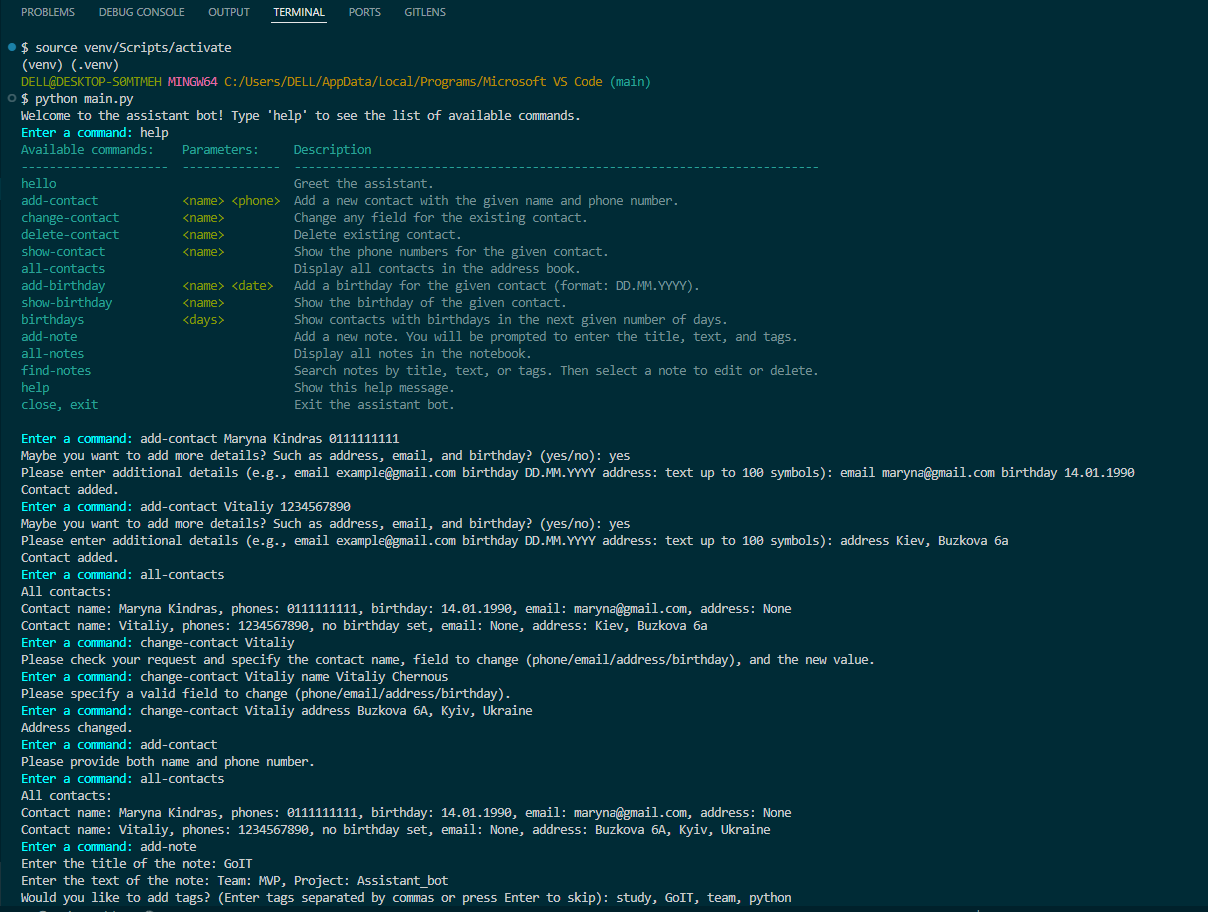 PROBLEMS DEBUG CONSOLE OUTPUT TERMINAL PORTS GITLENS
$ source venv/Scripts/activate
(venv) (.venv)
DELL@DESKTOP-S0MTMEH MINGW64 C:/Users/DELL/AppData/Local/Programs/Microsoft VS Code (main)
$ python main.py
Welcome to the assistant bot! Type 'help' to see the list of available commands.
Enter a command: help
Available commands: Parameters: Description
--------------------- -------------- ---------------------------------------------------------------------------
hello Greet the assistant.
add-contact <name> <phone> Add a new contact with the given name and phone number.
change-contact <name> Change any field for the existing contact.
delete-contact <name> Delete existing contact.
show-contact <name> Show the phone numbers for the given contact.
all-contacts Display all contacts in the address book.
add-birthday <name> <date> Add a birthday for the given contact (format: DD.MM.YYYY).
show-birthday <name> Show the birthday of the given contact.
birthdays <days> Show contacts with birthdays in the next given number of days.
add-note Add a new note. You will be prompted to enter the title, text, and tags.
all-notes Display all notes in the notebook.
find-notes Search notes by title, text, or tags. Then select a note to edit or delete.
help Show this help message.
close, exit Exit the assistant bot.
Enter a command: add-contact Maryna Kindras 0111111111
Maybe you want to add more details? Such as address, email, and birthday? (yes/no): yes
Please enter additional details (e.g., email example@gmail.com birthday DD.MM.YYYY address: text up to 100 symbols): email maryna@gmail.com birthday 14.01.1990
Contact added.
Enter a command: add-contact Vitaliy 1234567890
Maybe you want to add more details? Such as address, email, and birthday? (yes/no): yes
Please enter additional details (e.g., email example@gmail.com birthday DD.MM.YYYY address: text up to 100 symbols): address Kiev, Buzkova 6a
Contact added.
Enter a command: all-contacts
All contacts:
Contact name: Maryna Kindras, phones: 0111111111, birthday: 14.01.1990, email: maryna@gmail.com, address: None
Contact name: Vitaliy, phones: 1234567890, no birthday set, email: None, address: Kiev, Buzkova 6a
Enter a command: change-contact Vitaliy
Please check your request and specify the contact name, field to change (phone/email/address/birthday), and the new value.
Enter a command: change-contact Vitaliy name Vitaliy Chernous
Please specify a valid field to change (phone/email/address/birthday).
Enter a command: change-contact Vitaliy address Buzkova 6A, Kyiv, Ukraine
Address changed.
Enter a command: add-contact
Please provide both name and phone number.
Enter a command: all-contacts
All contacts:
Contact name: Maryna Kindras, phones: 0111111111, birthday: 14.01.1990, email: maryna@gmail.com, address: None
Contact name: Vitaliy, phones: 1234567890, no birthday set, email: None, address: Buzkova 6A, Kyiv, Ukraine
Enter a command: add-note
Enter the title of the note: GoIT
Enter the text of the note: Team: MVP, Project: Assistant_bot
Would you like to add tags? (Enter tags separated by commas or press Enter to skip): study, GoIT, team, python